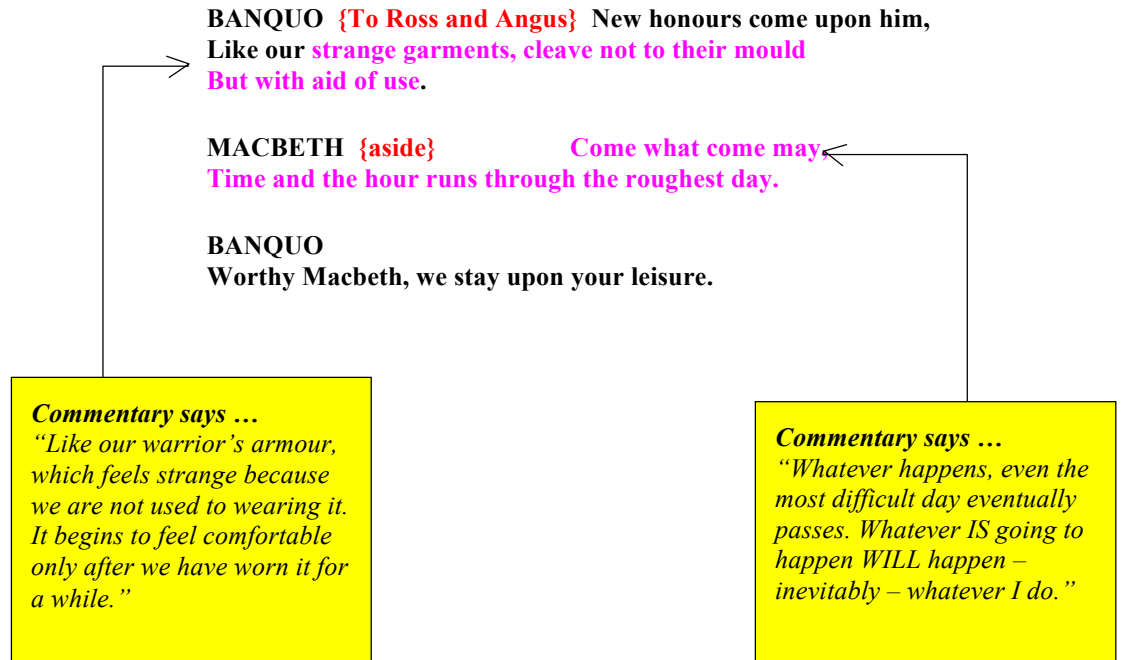 BANQUO {To Ross and Angus} New honours come upon him,
Like our strange garments, cleave not to their mould
But with aid of use.
MACBETH {aside} Come what come may,
Time and the hour runs through the roughest day.
BANQUO
Worthy Macbeth, we stay upon your leisure.
Commentary says …
“Like our warrior’s armour,
which feels strange because
we are not used to wearing it.
It begins to feel comfortable
only after we have worn it for
a while.”
Commentary says …
“Whatever happens, even the
most difficult day eventually
passes. Whatever IS going to
happen WILL happen –
inevitably – whatever I do.”